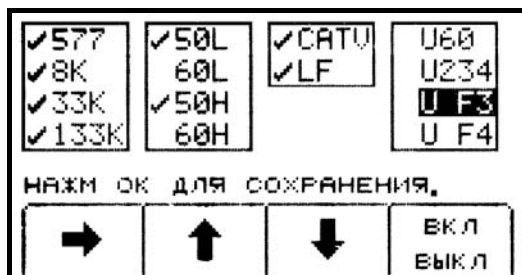 ✓577 ✓50L ✓CATV U60
✓8K 60L ✓LF U234
✓33K ✓50H U F3
✓133K 60H U F4
НАЖМ ОК ДЛЯ СОХРАНЕНИЯ.
ВКЛ
ВЫКЛ